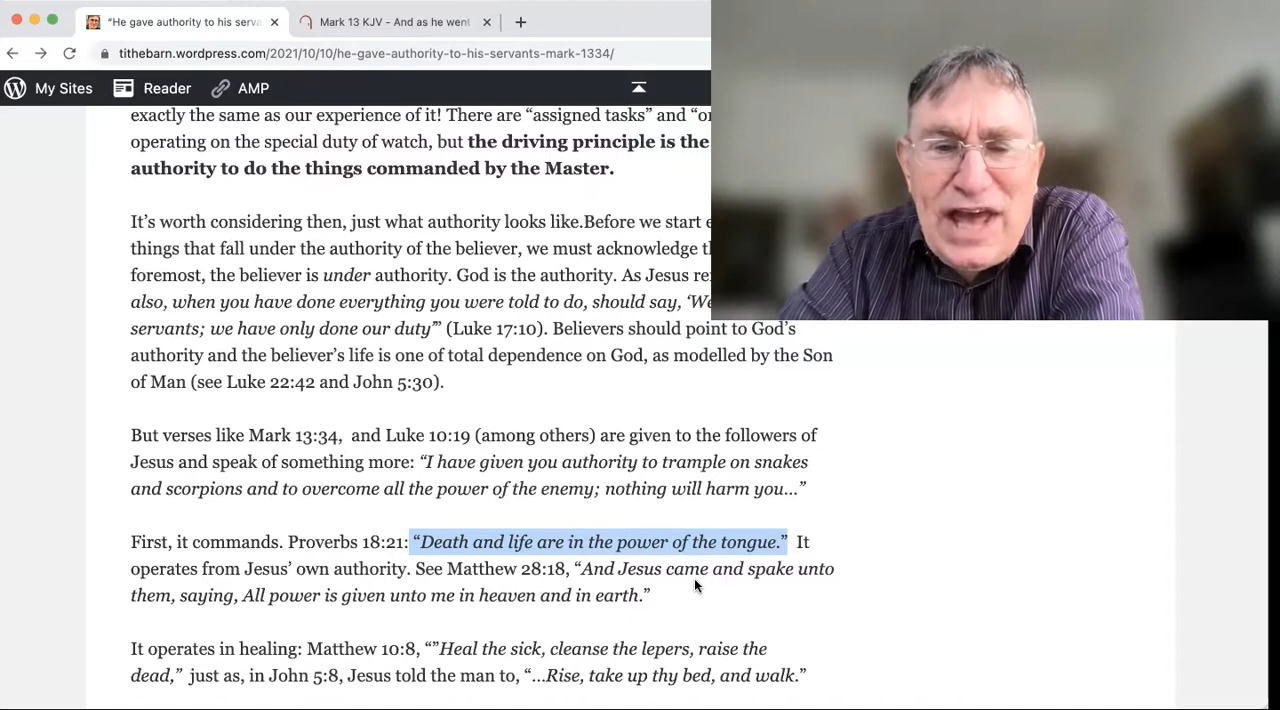 “He gave authority to his serva
Mark 13 KJV - And as he went
tithebarn.wordpress.com/2021/10/10/he-gave-authority-to-his-servants-mark-1334/
My Sites Reader AMP
exactly the same as our experience of it! There are “assigned tasks” and “or
operating on the special duty of watch, but the driving principle is the
authority to do the things commanded by the Master.
It’s worth considering then, just what authority looks like.Before we start e
things that fall under the authority of the believer, we must acknowledge th
foremost, the believer is under authority. God is the authority. As Jesus re
also, when you have done everything you were told to do, should say, ‘We
servants; we have only done our duty’” (Luke 17:10). Believers should point to God’s
authority and the believer’s life is one of total dependence on God, as modelled by the Son
of Man (see Luke 22:42 and John 5:30).
But verses like Mark 13:34, and Luke 10:19 (among others) are given to the followers of
Jesus and speak of something more: “I have given you authority to trample on snakes
and scorpions and to overcome all the power of the enemy; nothing will harm you…”
First, it commands. Proverbs 18:21: “Death and life are in the power of the tongue.” It
operates from Jesus’ own authority. See Matthew 28:18, “And Jesus came and spake unto
them, saying, All power is given unto me in heaven and in earth.”
It operates in healing: Matthew 10:8, “”Heal the sick, cleanse the lepers, raise the
dead,” just as, in John 5:8, Jesus told the man to, “…Rise, take up thy bed, and walk.”